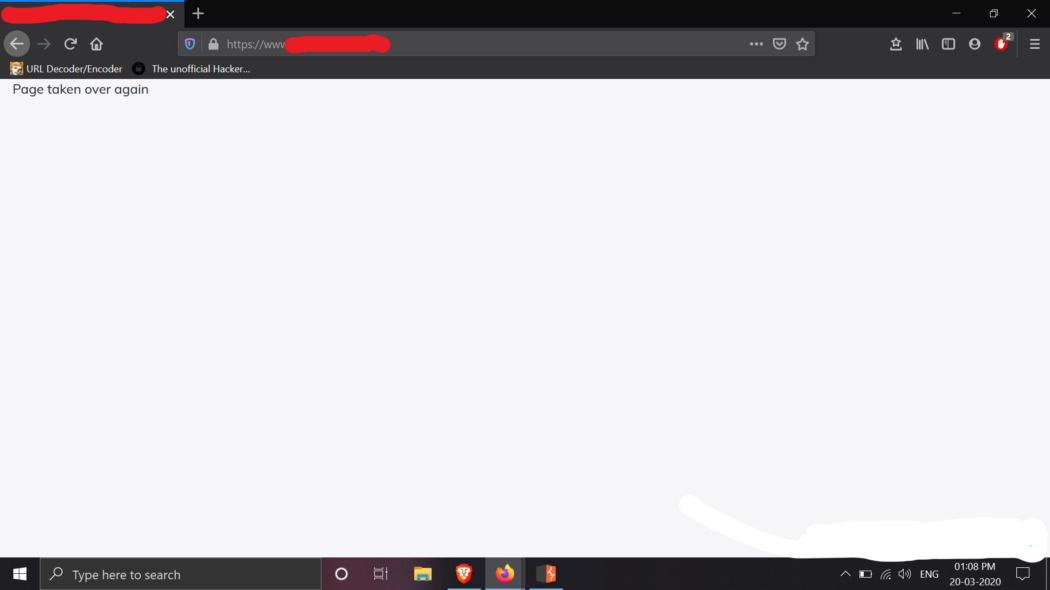 https://www
URL Decoder/Encoder
The unofficial Hacker...
2
Page taken over again
Type here to search
ENG
01:08 PM
20-03-2020